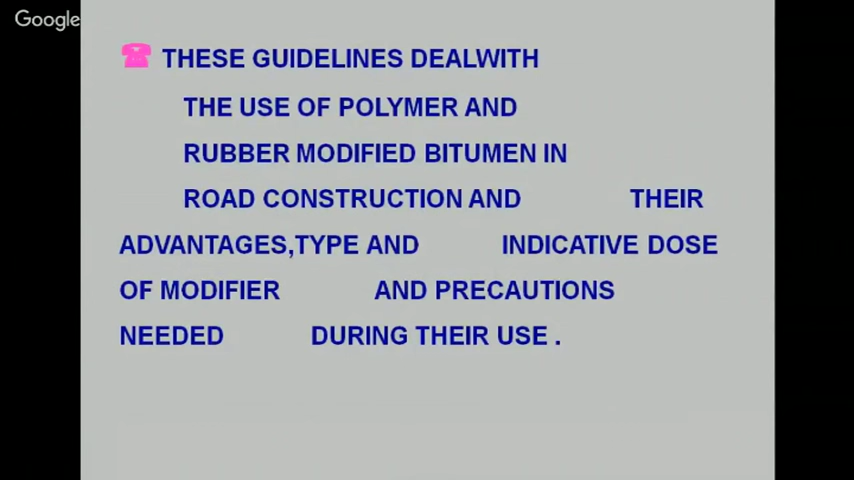 Google
☎ THESE GUIDELINES DEALWITH
THE USE OF POLYMER AND
RUBBER MODIFIED BITUMEN IN
ROAD CONSTRUCTION AND THEIR
ADVANTAGES,TYPE AND INDICATIVE DOSE
OF MODIFIER AND PRECAUTIONS
NEEDED DURING THEIR USE .